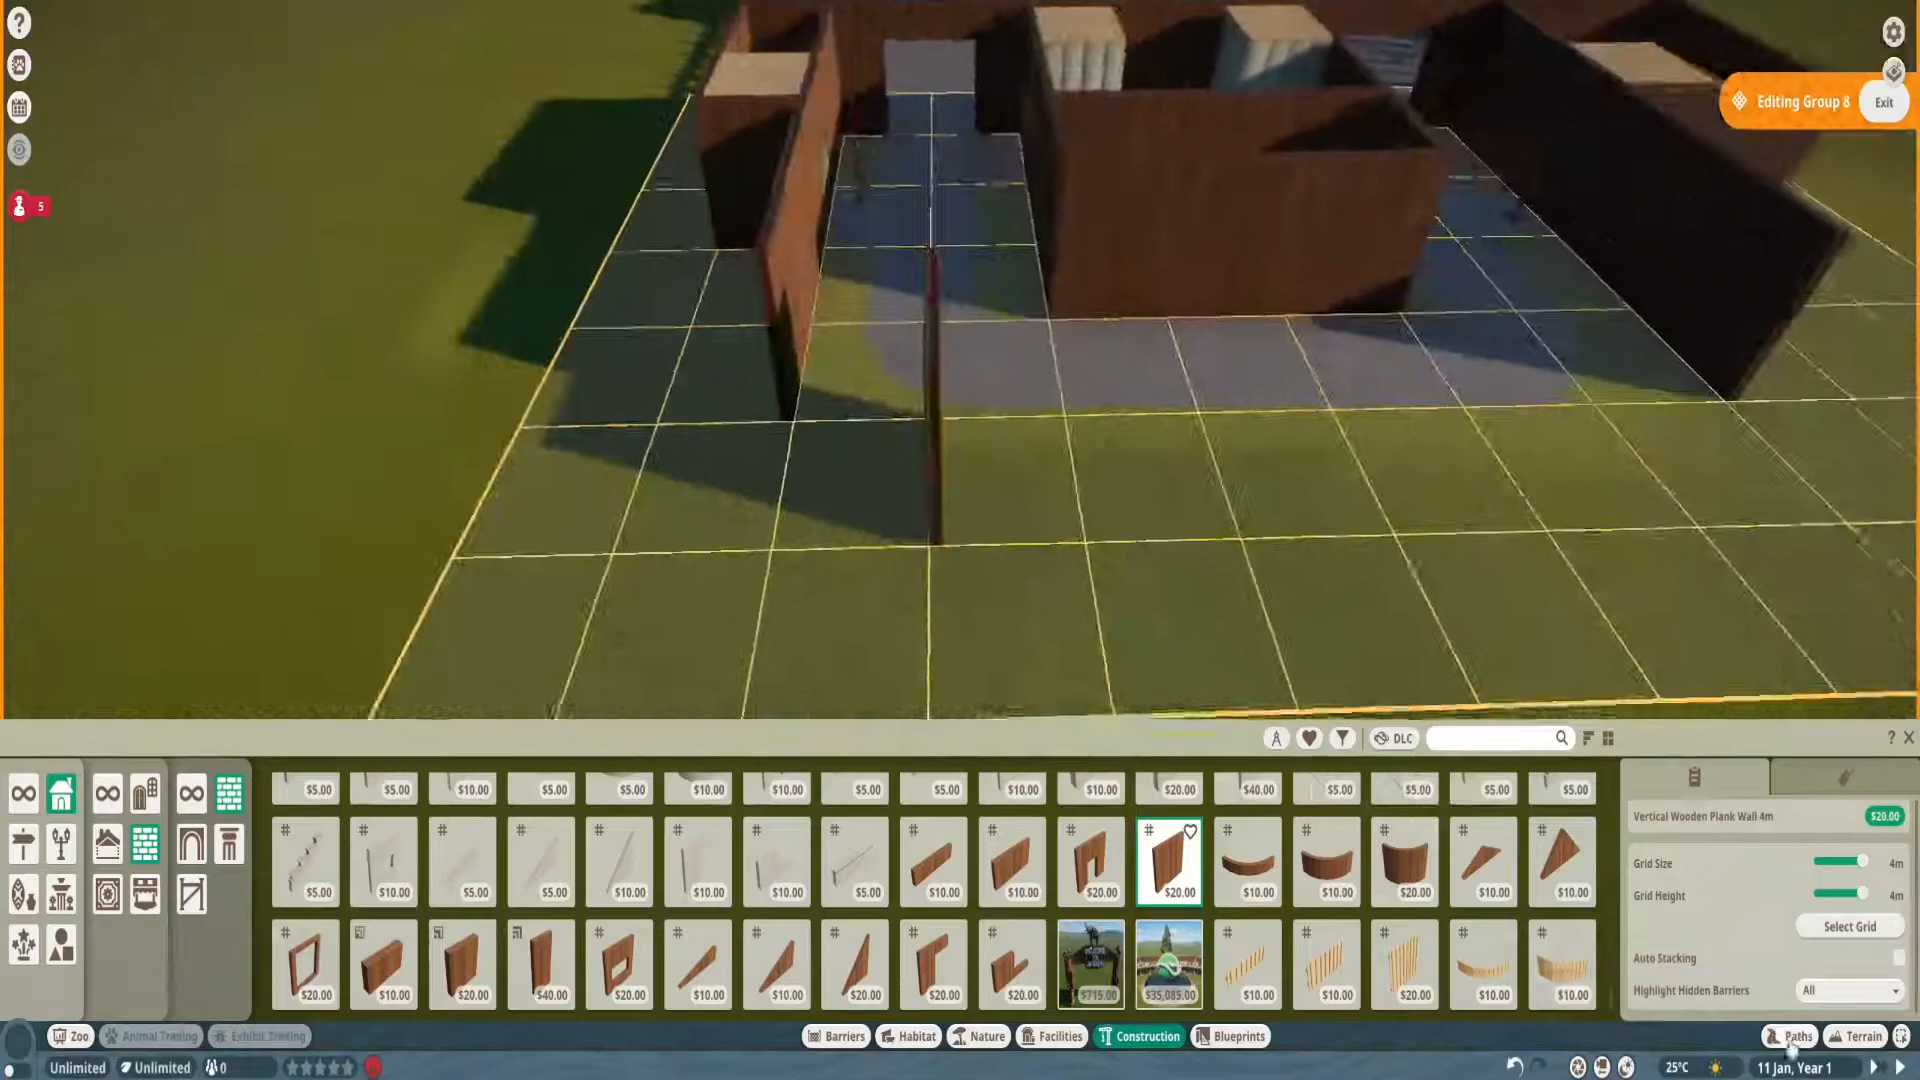 ?
Editing Group 8
Exit
5
DLC
?
$5.00 $5.00 $10.00 $5.00 $5.00 $10.00 $5.00 $5.00 $10.00 $10.00 $20.00 $40.00 $5.00 $5.00 $10.00 $5.00 $5.00
$5.00 $10.00 $5.00 $5.00 $10.00 $10.00 $10.00 $5.00 $10.00 $10.00 $20.00 $20.00 $10.00 $10.00 $20.00 $10.00 $10.00
$20.00 $10.00 $20.00 $40.00 $20.00 $10.00 $10.00 $20.00 $20.00 $20.00 $715.00 $35,085.00 $10.00 $10.00 $20.00 $10.00 $10.00
Vertical Wooden Plank Wall 4m $20.00
Grid Size 4m
Grid Height 4m
Select Grid
Auto Stacking
Highlight Hidden Barriers All
Zoo Animal Trading Exhibit Trading Barriers Habitat Nature Facilities Construction Blueprints Paths Terrain
Unlimited Unlimited 0 25°C 11 Jan, Year 1